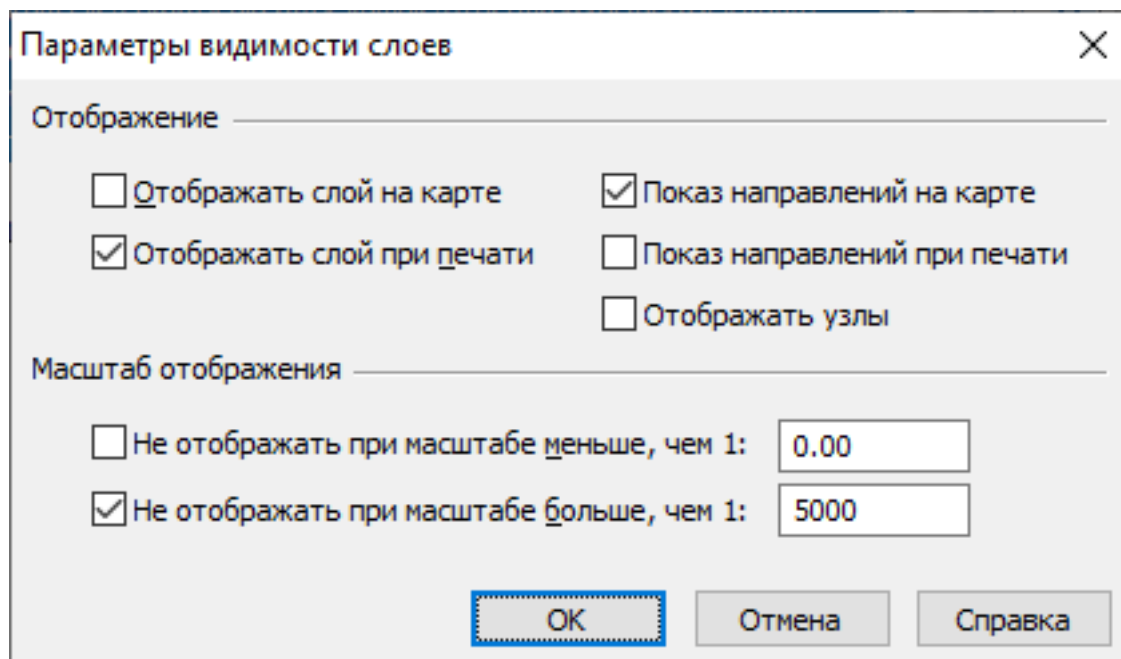 Параметры видимости слоев
Отображение
Отображать слой на карте
Показ направлений на карте
Отображать слой при печати
Показ направлений при печати
Отображать узлы
Масштаб отображения
Не отображать при масштабе меньше, чем 1: 0.00
Не отображать при масштабе больше, чем 1: 5000
ОК Отмена Справка